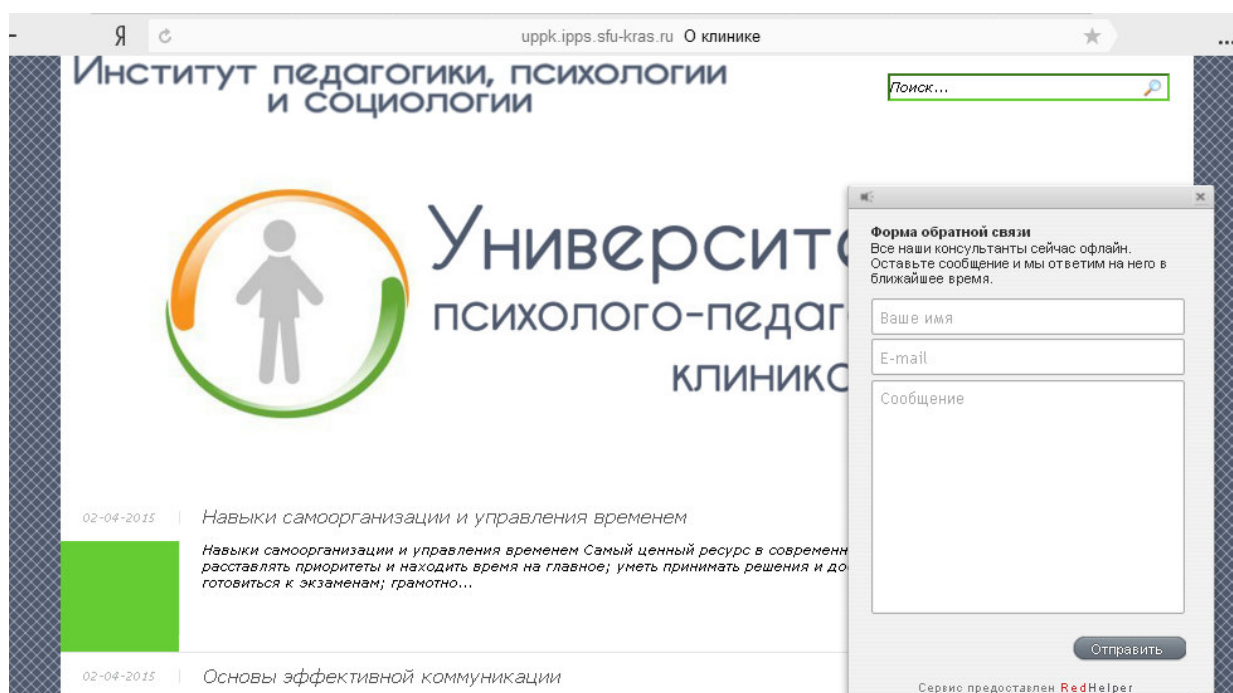 Я uppk.ipps.sfu-kras.ru О клинике
Институт педагогики, психологии
и социологии
Поиск...
психолого-педаг
Форма обратной связи
Все наши консультанты сейчас офлайн.
Оставьте сообщение и мы ответим на него в
ближайшее время.
Ваше имя
E-mail
Сообщение
Отправить
Сервис предоставлен RedHelper
02-04-2015
Навыки самоорганизации и управления временем
Навыки самоорганизации и управления временем Самый ценный ресурс в современн
расставлять приоритеты и находить время на главное; уметь принимать решения и до
готовиться к экзаменам; грамотно...
02-04-2015
Основы эффективной коммуникации